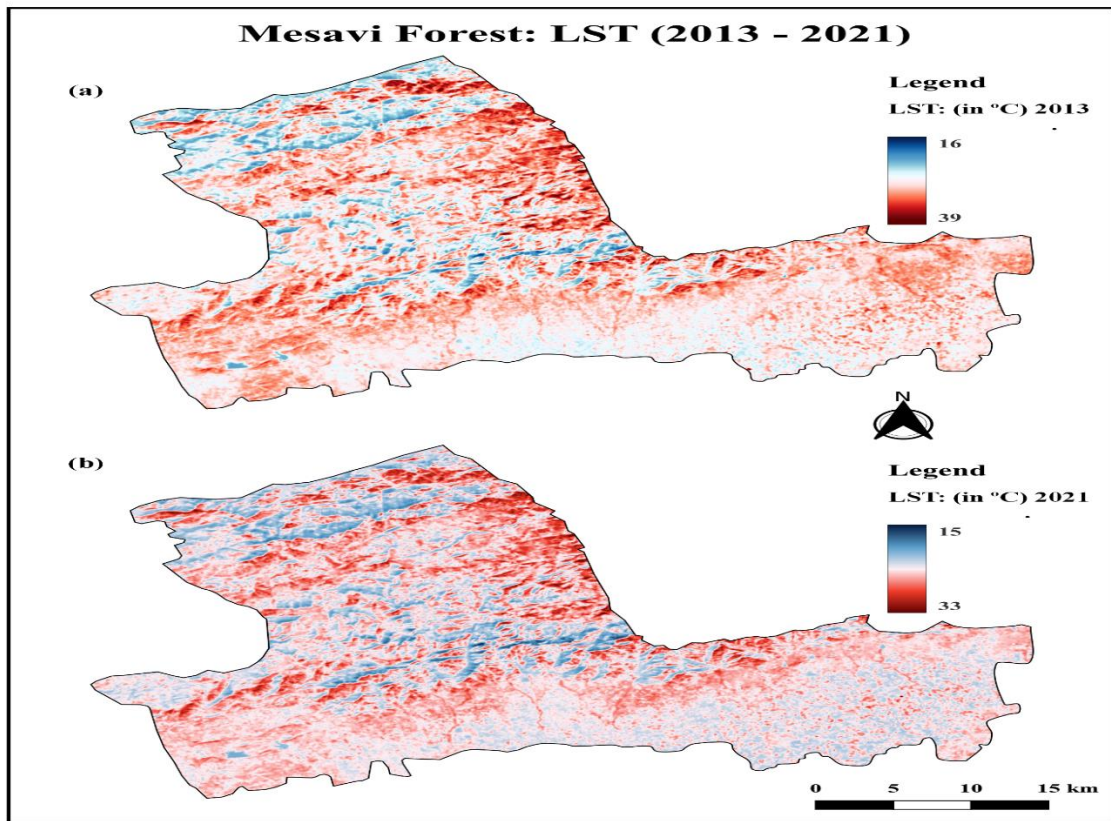 Mesavi Forest: LST (2013 - 2021)
(a)
Legend
LST: (in °C) 2013
16
39
N
(b)
Legend
LST: (in °C) 2021
15
33
0 5 10 15 km